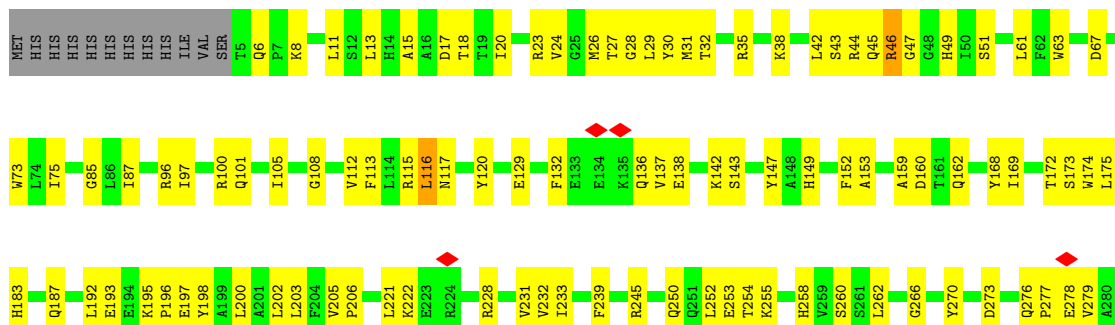 MET HIS HIS HIS HIS HIS HIS HIS HIS ILE VAL SER T5 Q6 P7 K8 L11 S12 L13 H14 A15 A16 D17 T18 T19 I20 R23 V24 G25 M26 T27 G28 L29 Y30 M31 T32 R35 K38 L42 S43 R44 Q45 R46 G47 G48 H49 I50 S51 L61 F62 W63 D67
W73 L74 I75 G85 L86 I87 R96 I97 R100 Q101 I105 G108 V112 F113 L114 R115 L116 N117 Y120 E129 F132 E133 E134 K135 Q136 V137 E138 K142 S143 Y147 A148 H149 F152 A153 A159 D160 T161 Q162 Y168 I169 T172 S173 W174 L175
H183 Q187 L192 E193 E194 K195 P196 E197 Y198 A199 L200 A201 L202 L203 F204 V205 P206 L221 K222 E223 R224 R228 V231 V232 I233 F239 R245 Q250 Q251 L252 E253 T254 K255 H258 V259 S260 S261 L262 G266 Y270 D273 Q276 P277 E278 V279 A280